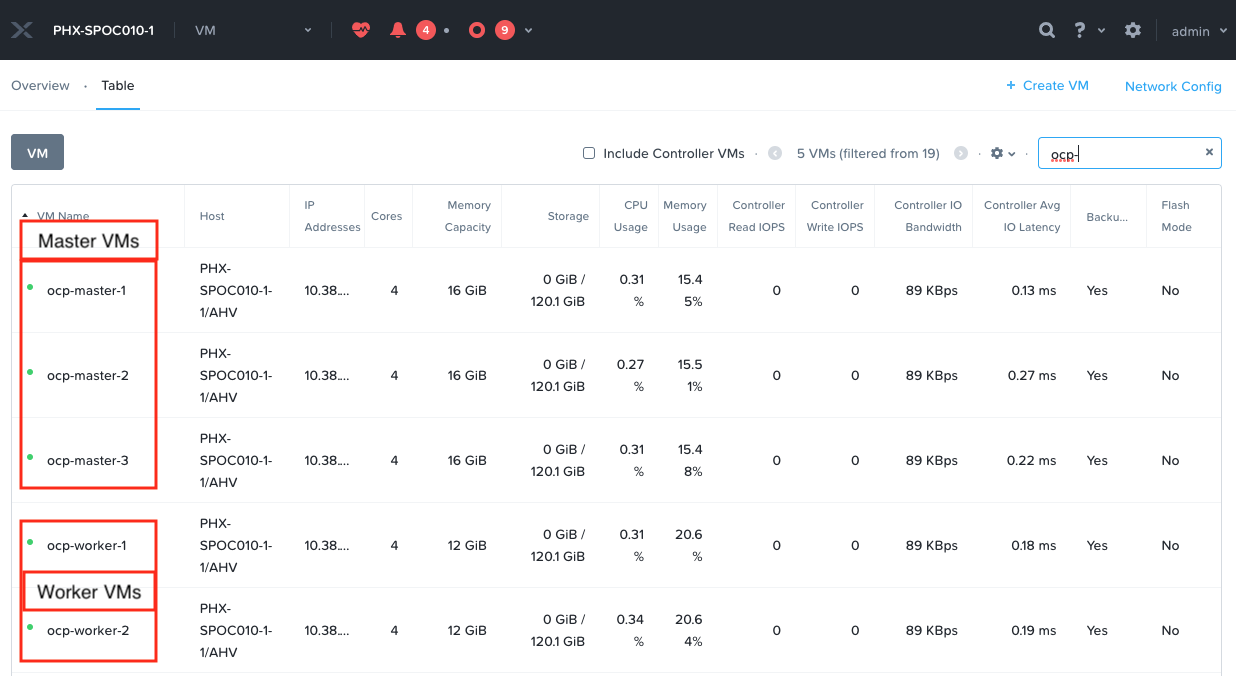 PHX-SPOC010-1 VM 4 9 ? admin
Overview · Table + Create VM Network Config
VM Include Controller VMs · 5 VMs (filtered from 19) · · ocp- ×
IP CPU Memory Controller Controller Controller IO Controller Avg Flash
VM Name Host Cores Memory Storage Backu...
Addresses Capacity Usage Usage Read IOPS Write IOPS Bandwidth IO Latency Mode
Master VMs
PHX-
ocp-master-1 SPOC010-1- 10.38.... 4 16 GiB 0 GiB / 0.31 15.4 0 0 89 KBps 0.13 ms Yes No
1/AHV 120.1 GiB % 5%
PHX-
ocp-master-2 SPOC010-1- 10.38.... 4 16 GiB 0 GiB / 0.27 15.5 0 0 89 KBps 0.27 ms Yes No
1/AHV 120.1 GiB % 1%
PHX-
ocp-master-3 SPOC010-1- 10.38.... 4 16 GiB 0 GiB / 0.31 15.4 0 0 89 KBps 0.22 ms Yes No
1/AHV 120.1 GiB % 8%
PHX-
ocp-worker-1 SPOC010-1- 10.38.... 4 12 GiB 0 GiB / 0.31 20.6 0 0 89 KBps 0.18 ms Yes No
1/AHV 120.1 GiB % %
Worker VMs
PHX-
ocp-worker-2 SPOC010-1- 10.38.... 4 12 GiB 0 GiB / 0.34 20.6 0 0 89 KBps 0.19 ms Yes No
1/AHV 120.1 GiB % 4%